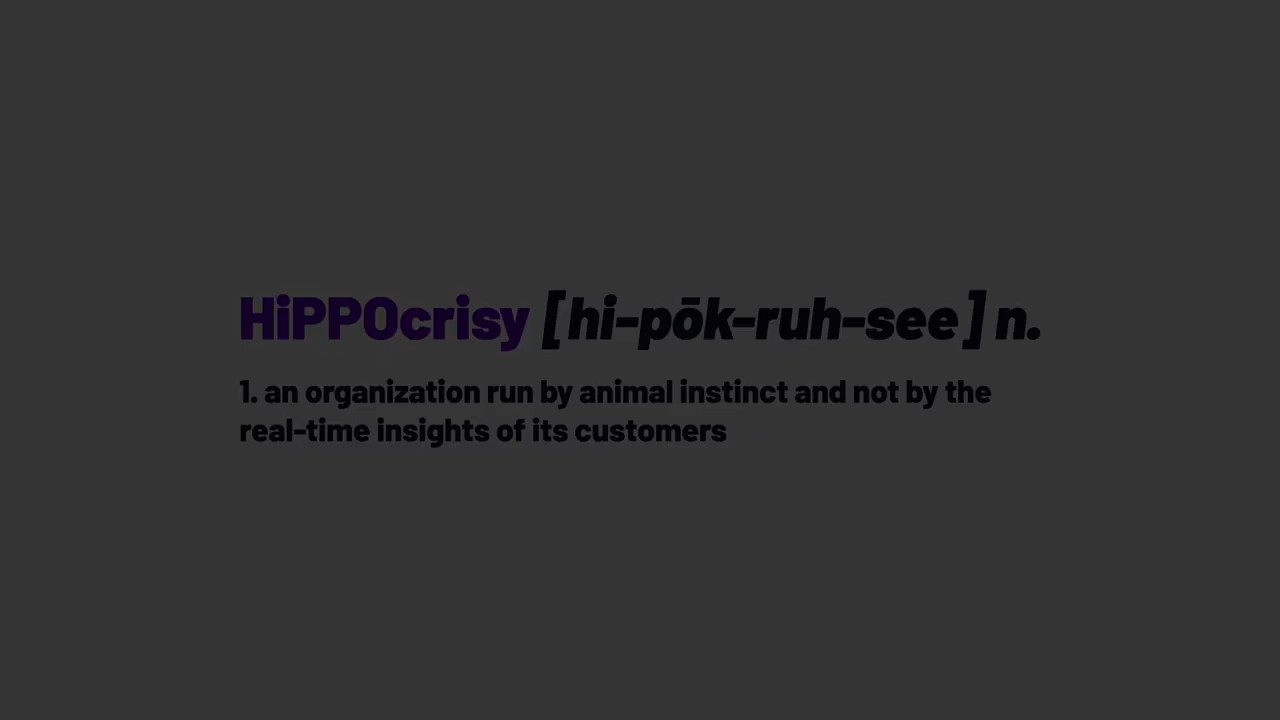 HiPPOcrisy [hi-pōk-ruh-see] n.
1. an organization run by animal instinct and not by the
real-time insights of its customers